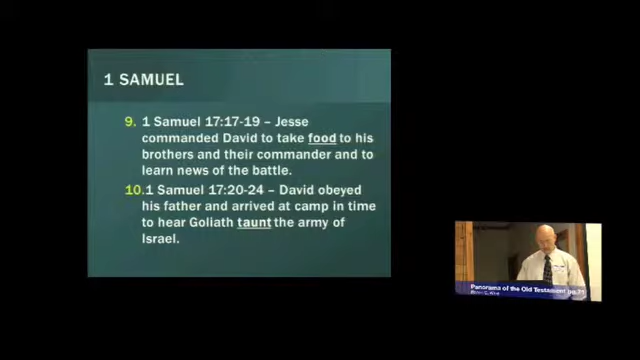 1 SAMUEL
9. 1 Samuel 17:17-19 – Jesse
commanded David to take food to his
brothers and their commander and to
learn news of the battle.
10. 1 Samuel 17:20-24 – David obeyed
his father and arrived at camp in time
to hear Goliath taunt the army of
Israel.
Panorama of the Old Testament pg.71